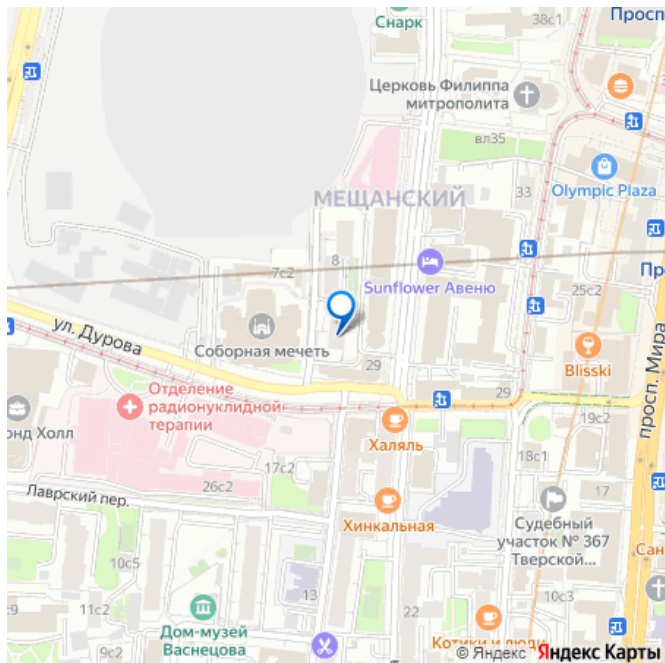 Снарк
38с1
Просп
Церковь Филиппа
митрополита
вл35
33
Olympic Plaza
МЕЩАНСКИЙ
8
7с2
Sunflower Авеню
Про
25с2
ул. Дурова
Соборная мечеть
29
Blisski
просп. Мира
Отделение
радионуклидной
терапии
29
19с2
онд Холл
Халяль
17с2
18с1
26с2
Лаврский пер.
17
Хинкальная
Судебный
участок № 367
Тверской...
Сан
10с5
13
11с2
22
10с3
Дом-музей
Васнецова
9с2
Котики и люди
© Яндекс Яндекс Карты